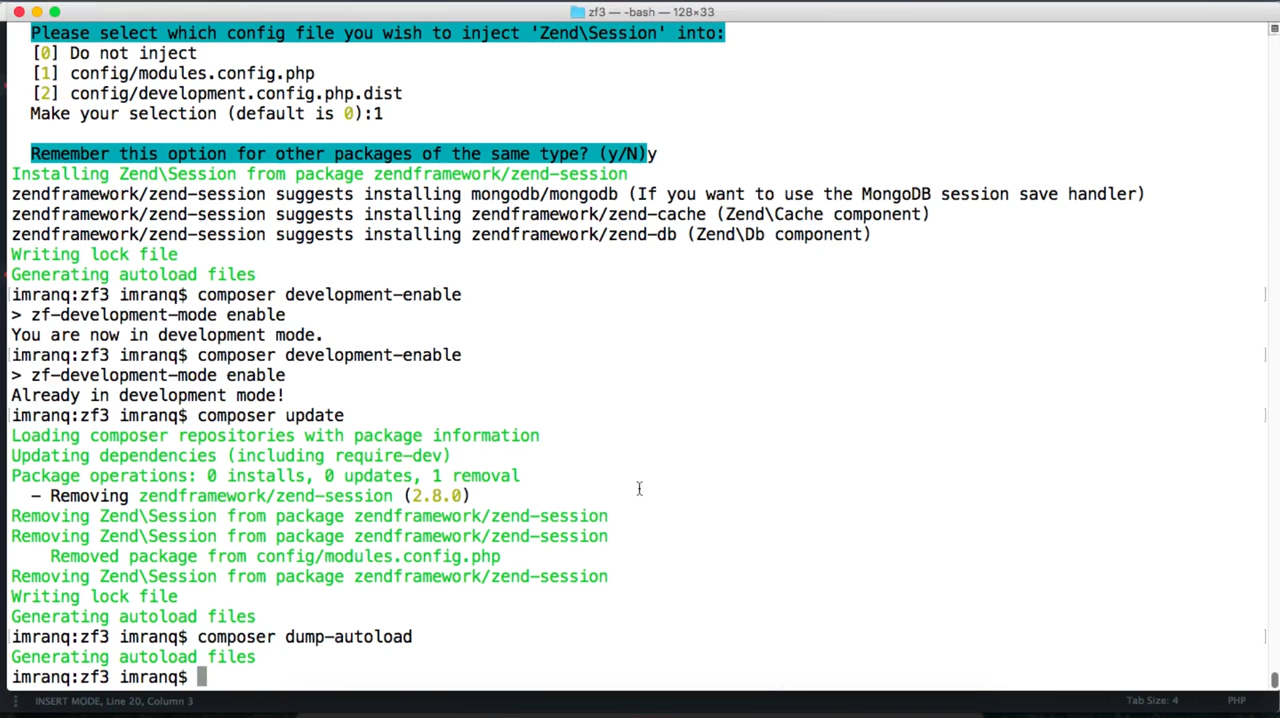 zf3 — -bash — 128×33
Please select which config file you wish to inject 'Zend\Session' into:
[0] Do not inject
[1] config/modules.config.php
[2] config/development.config.php.dist
Make your selection (default is 0):1
Remember this option for other packages of the same type? (y/N)y
Installing Zend\Session from package zendframework/zend-session
zendframework/zend-session suggests installing mongodb/mongodb (If you want to use the MongoDB session save handler)
zendframework/zend-session suggests installing zendframework/zend-cache (Zend\Cache component)
zendframework/zend-session suggests installing zendframework/zend-db (Zend\Db component)
Writing lock file
Generating autoload files
[imranq:zf3 imranq$ composer development-enable ]
> zf-development-mode enable
You are now in development mode.
[imranq:zf3 imranq$ composer development-enable ]
> zf-development-mode enable
Already in development mode!
[imranq:zf3 imranq$ composer update ]
Loading composer repositories with package information
Updating dependencies (including require-dev)
Package operations: 0 installs, 0 updates, 1 removal
– Removing zendframework/zend-session (2.8.0)
Removing Zend\Session from package zendframework/zend-session
Removing Zend\Session from package zendframework/zend-session
Removed package from config/modules.config.php
Removing Zend\Session from package zendframework/zend-session
Writing lock file
Generating autoload files
[imranq:zf3 imranq$ composer dump-autoload ]
Generating autoload files
imranq:zf3 imranq$
INSERT MODE, Line 20, Column 3 Tab Size: 4 PHP